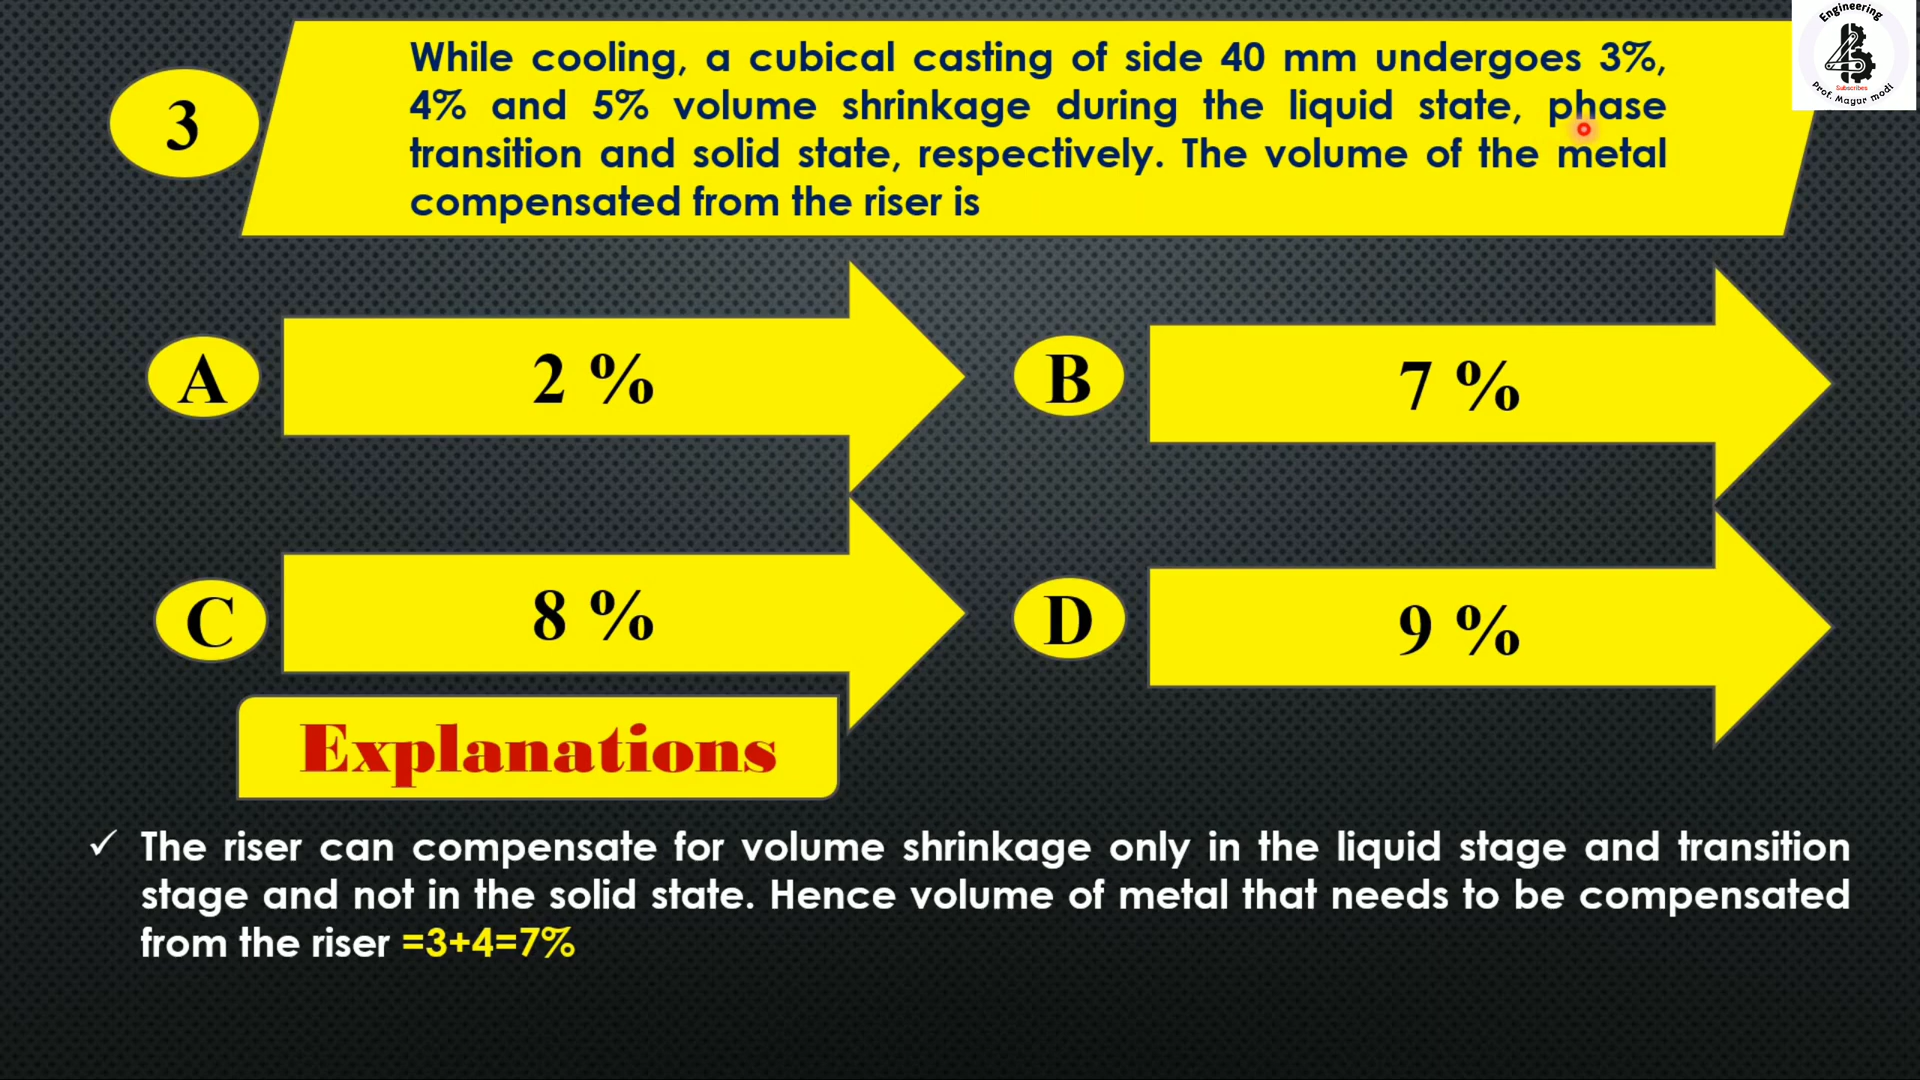 Engineering
Subscribes
Prof. Magar modi
3
While cooling, a cubical casting of side 40 mm undergoes 3%,
4% and 5% volume shrinkage during the liquid state, phase
transition and solid state, respectively. The volume of the metal
compensated from the riser is
A
2 %
B
7 %
C
8 %
D
9 %
Explanations
✓ The riser can compensate for volume shrinkage only in the liquid stage and transition
stage and not in the solid state. Hence volume of metal that needs to be compensated
from the riser =3+4=7%